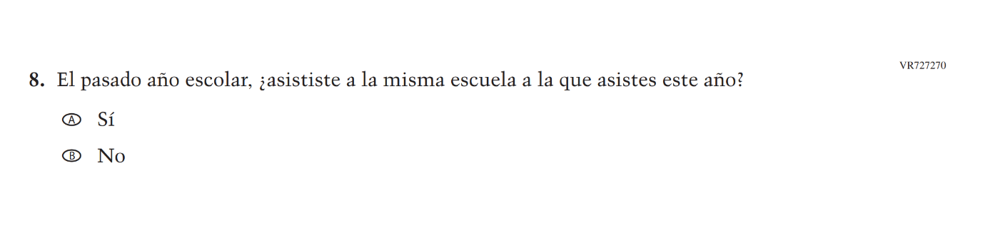 VR727270
8. El pasado año escolar, ¿asististe a la misma escuela a la que asistes este año?
A Sí
B No